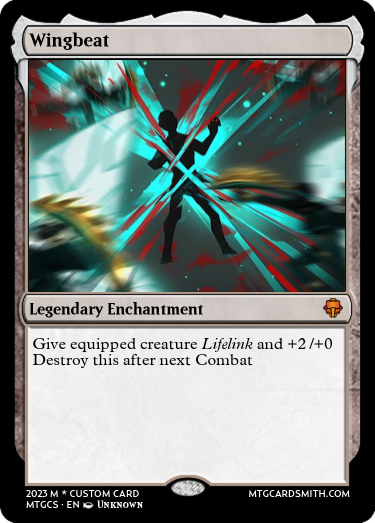 Wingbeat
Legendary Enchantment
Give equipped creature Lifelink and +2/+0
Destroy this after next Combat
2023 M * CUSTOM CARD
MTGCS · EN Unknown
MTGCARDSMITH.COM